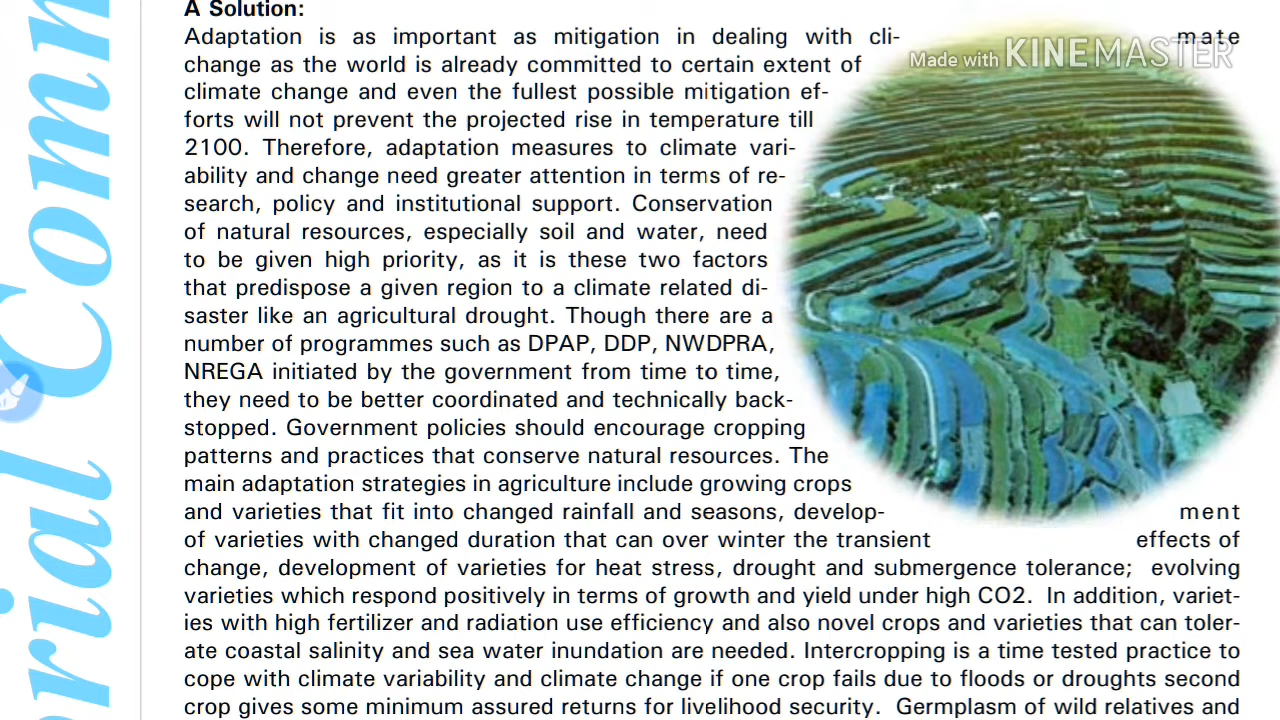 A Solution:
Adaptation is as important as mitigation in dealing with cli- mate
change as the world is already committed to certain extent of
climate change and even the fullest possible mitigation ef-
forts will not prevent the projected rise in temperature till
2100. Therefore, adaptation measures to climate vari-
ability and change need greater attention in terms of re-
search, policy and institutional support. Conservation
of natural resources, especially soil and water, need
to be given high priority, as it is these two factors
that predispose a given region to a climate related di-
saster like an agricultural drought. Though there are a
number of programmes such as DPAP, DDP, NWDPRA,
NREGA initiated by the government from time to time,
they need to be better coordinated and technically back-
stopped. Government policies should encourage cropping
patterns and practices that conserve natural resources. The
main adaptation strategies in agriculture include growing crops
and varieties that fit into changed rainfall and seasons, develop- ment
of varieties with changed duration that can over winter the transient effects of
change, development of varieties for heat stress, drought and submergence tolerance; evolving
varieties which respond positively in terms of growth and yield under high CO2. In addition, variet-
ies with high fertilizer and radiation use efficiency and also novel crops and varieties that can toler-
ate coastal salinity and sea water inundation are needed. Intercropping is a time tested practice to
cope with climate variability and climate change if one crop fails due to floods or droughts second
crop gives some minimum assured returns for livelihood security. Germplasm of wild relatives and
Made with KINEMASTER
rial Comm